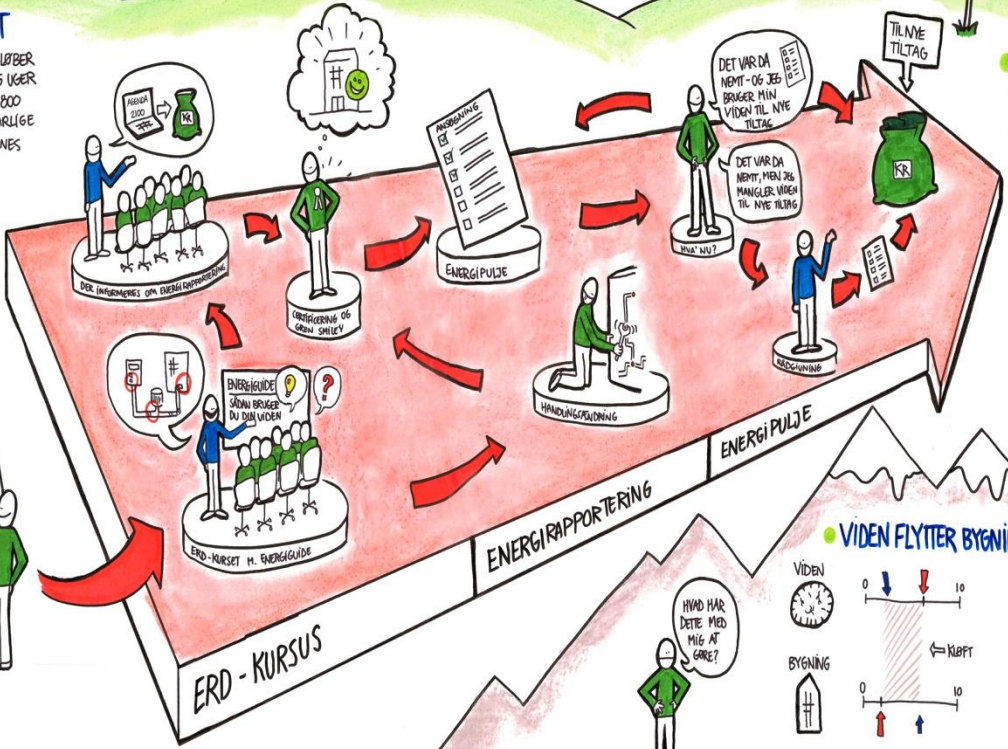 T
LØBER
UGER
800
RLIGE
NES
AGENDA
2100
KR
DER INFORMERES OM ENERGIRAPPORTERING
CERTIFICERING OG
GRØN SMILEY
ANSØGNING
ENERGIPULJE
DET VAR DA
NEMT - OG JEG
BRUGER MIN
VIDEN TIL NYE
TILTAG
DET VAR DA
NEMT, MEN JEG
MANGLER VIDEN
TIL NYE TILTAG
HVA' NU?
TIL NYE
TILTAG
KR
RÅDGIVNING
HANDLINGSÆNDRING
ENERGIGUIDE
SÅDAN BRUGER
DU DIN VIDEN
?
ERD-KURSET M. ENERGIGUIDE
ERD - KURSUS
ENERGIRAPPORTERING
ENERGIPULJE
HVAD HAR
DETTE MED
MIG AT
GØRE?
VIDEN FLYTTER BYGNI
VIDEN
0 10
KLØFT
BYGNING
0 10